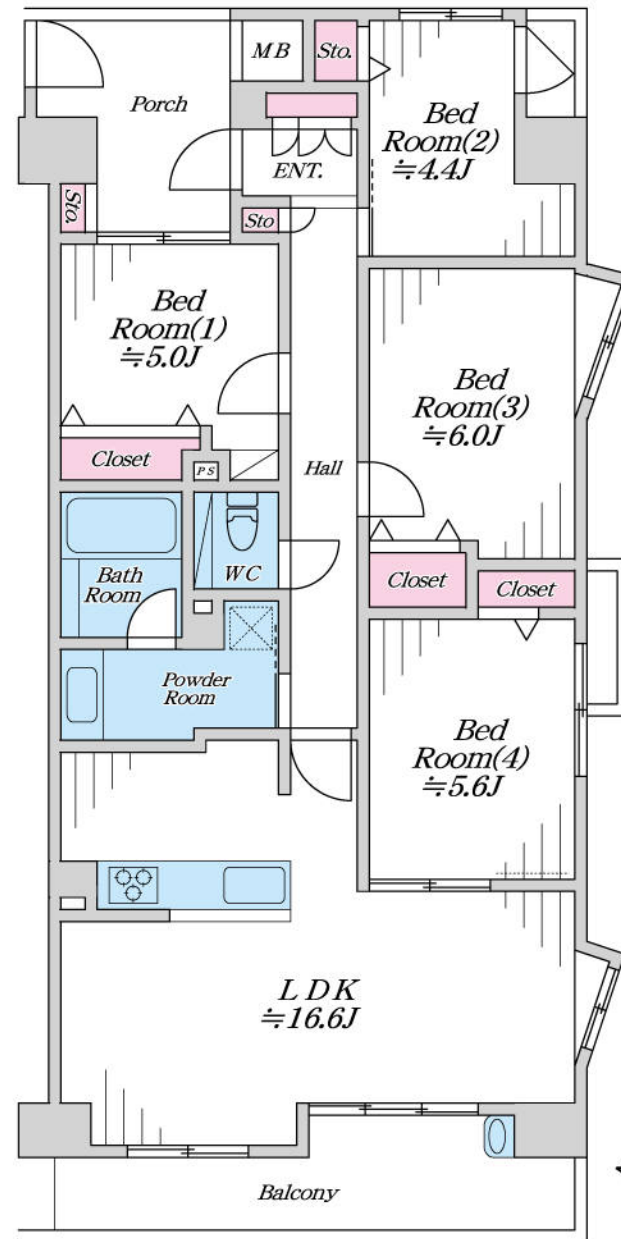 MB
Sto.
Porch
Bed
Room(2)
≒4.4J
ENT.
Sto.
Sto
Bed
Room(1)
≒5.0J
Bed
Room(3)
≒6.0J
Closet
PS
Hall
Bath
Room
WC
Closet
Closet
Powder
Room
Bed
Room(4)
≒5.6J
LDK
≒16.6J
Balcony